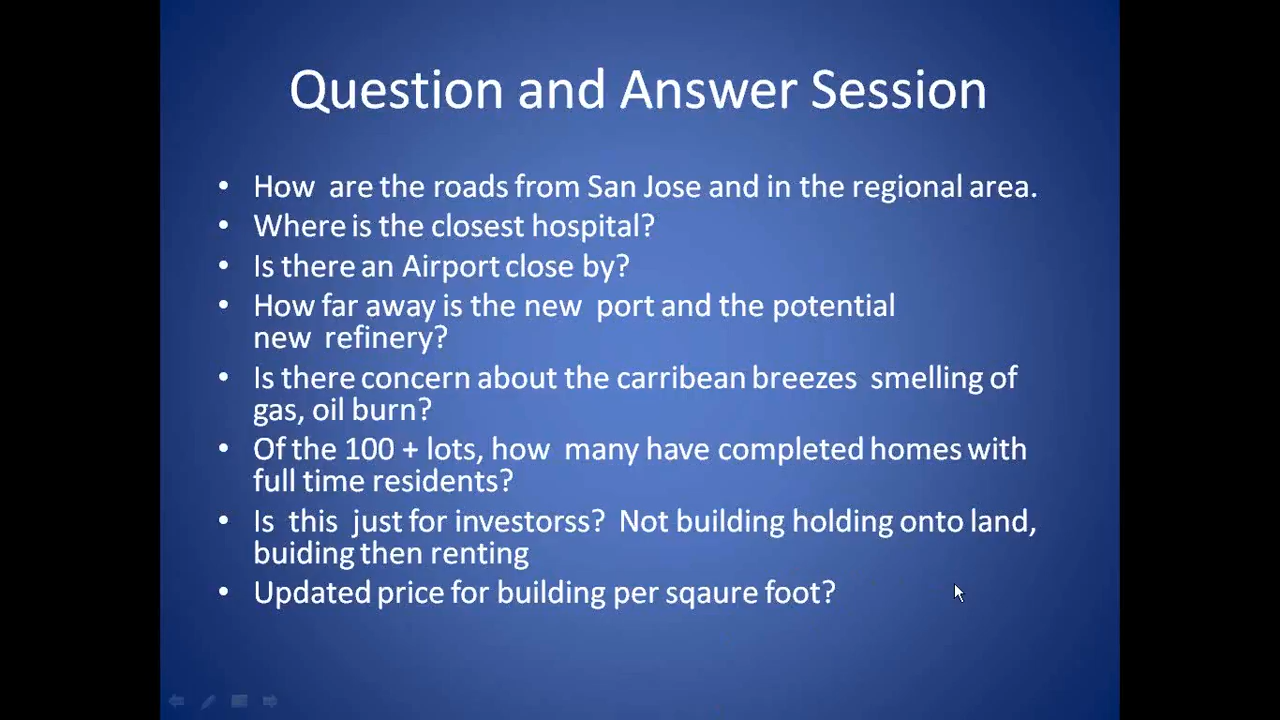 Question and Answer Session
• How are the roads from San Jose and in the regional area.
• Where is the closest hospital?
• Is there an Airport close by?
• How far away is the new port and the potential
new refinery?
• Is there concern about the carribean breezes smelling of
gas, oil burn?
• Of the 100 + lots, how many have completed homes with
full time residents?
• Is this just for investorss? Not building holding onto land,
buiding then renting
• Updated price for building per sqaure foot?